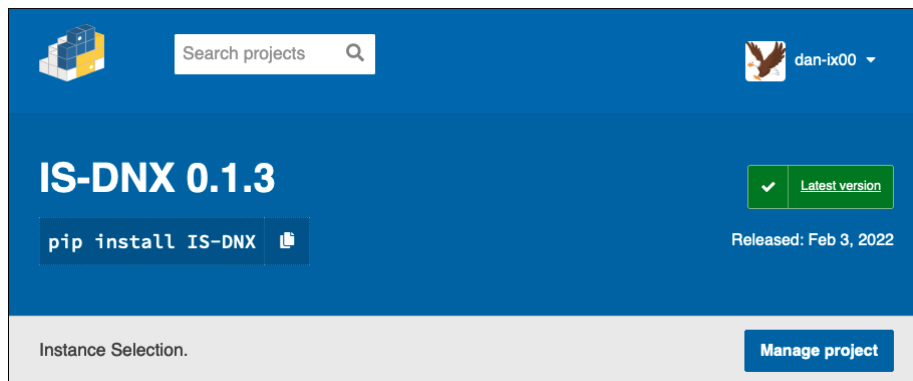 Search projects
dan-ix00
IS-DNX 0.1.3
Latest version
pip install IS-DNX
Released: Feb 3, 2022
Instance Selection.
Manage project